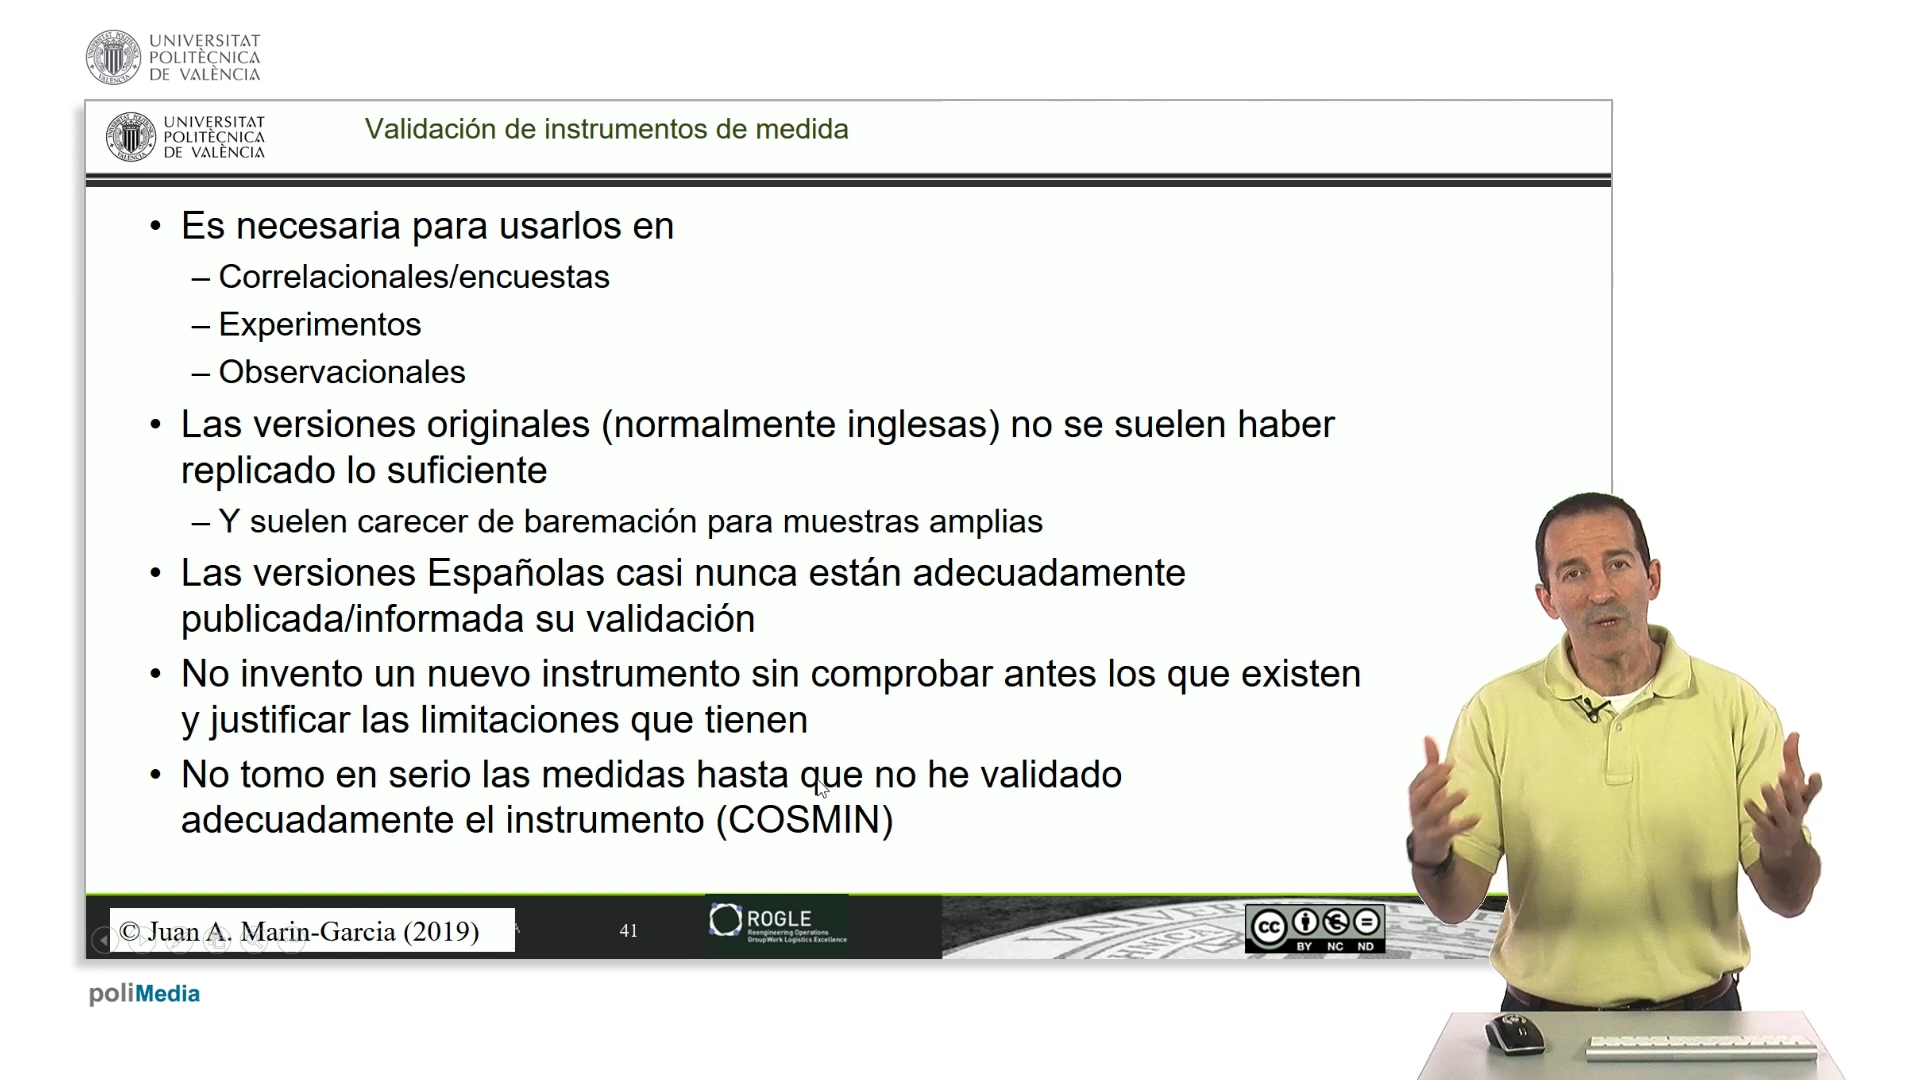 UNIVERSITAT
POLITÈCNICA
DE VALÈNCIA
UNIVERSITAT
POLITÈCNICA
DE VALÈNCIA
Validación de instrumentos de medida
• Es necesaria para usarlos en
– Correlacionales/encuestas
– Experimentos
– Observacionales
• Las versiones originales (normalmente inglesas) no se suelen haber
replicado lo suficiente
– Y suelen carecer de baremación para muestras amplias
• Las versiones Españolas casi nunca están adecuadamente
publicada/informada su validación
• No invento un nuevo instrumento sin comprobar antes los que existen
y justificar las limitaciones que tienen
• No tomo en serio las medidas hasta que no he validado
adecuadamente el instrumento (COSMIN)
© Juan A. Marin-Garcia (2019)
41
ROGLE
Reengineering Operations
GroupWork Logistics Excellence
cc
BY NC ND
poliMedia